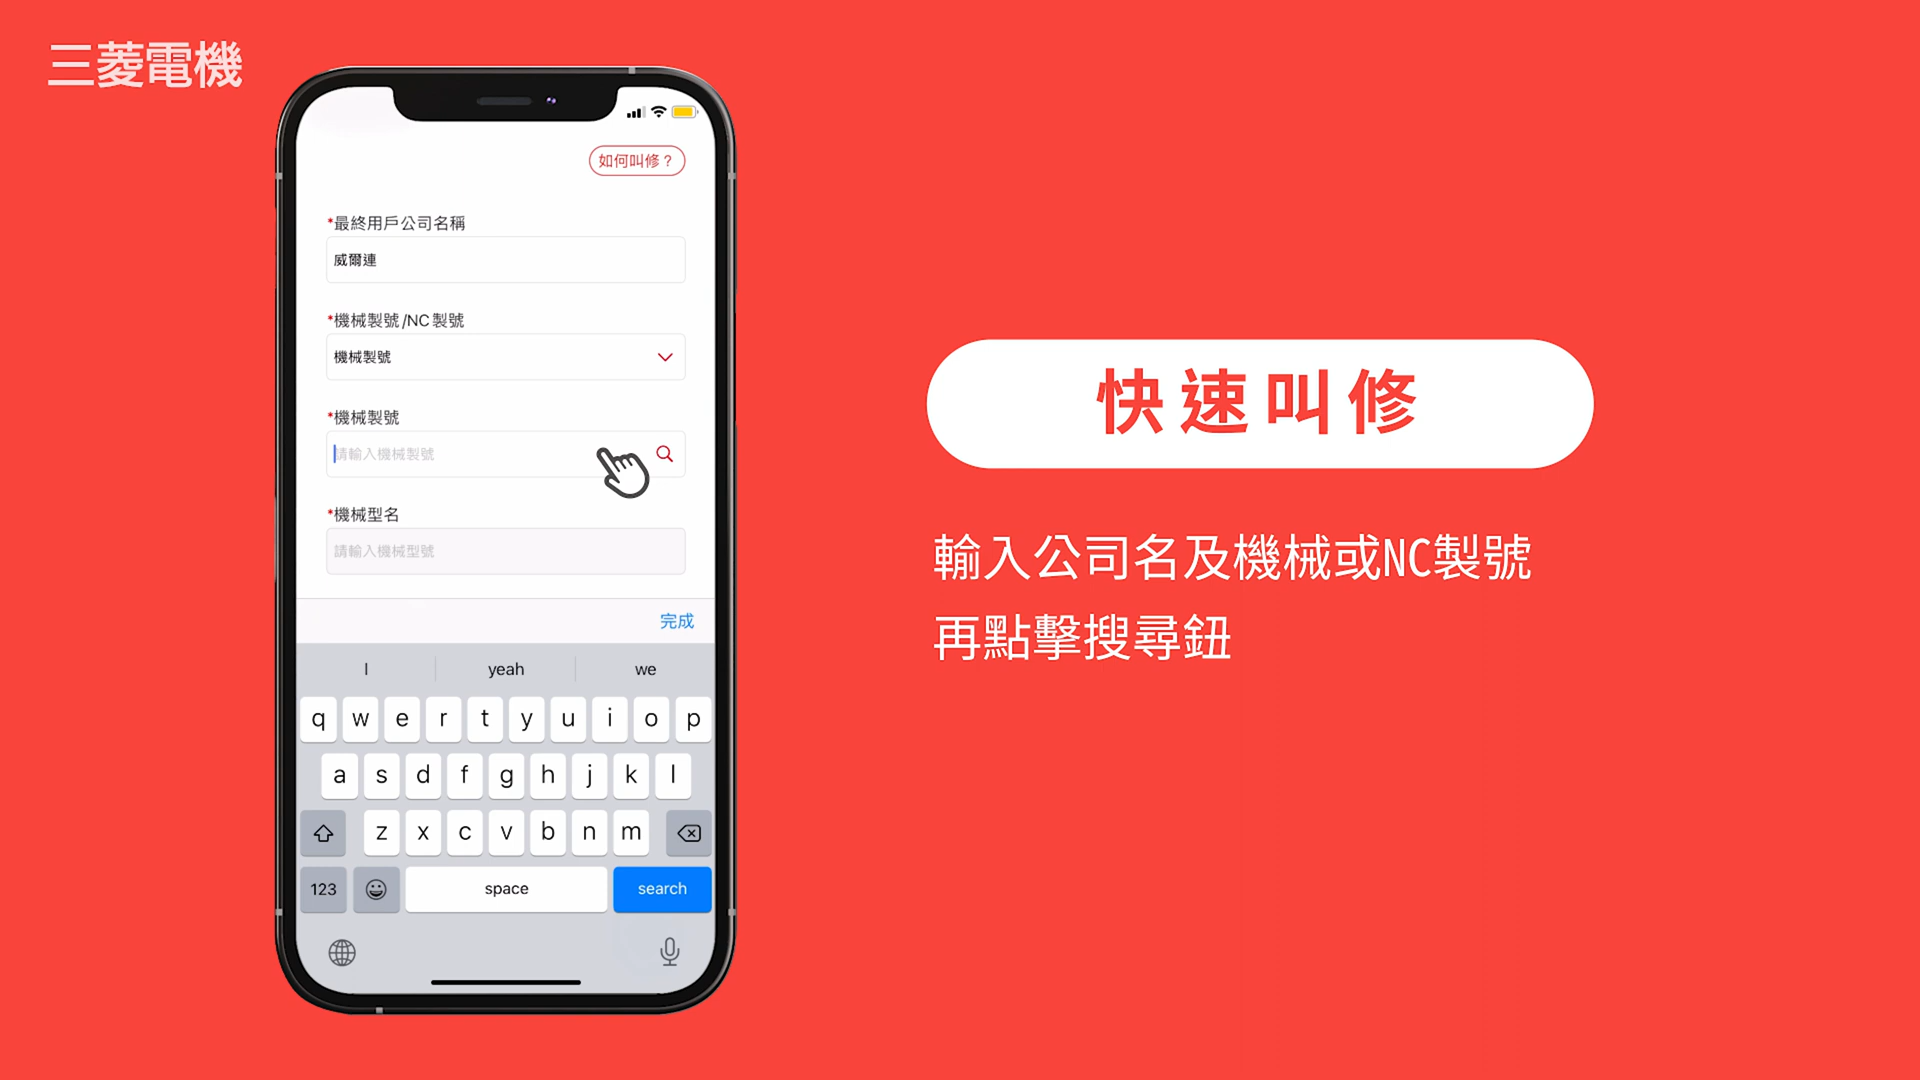 三菱電機
如何叫修？
*最終用戶公司名稱
威爾連
*機械製號/NC製號
機械製號
*機械製號
請輸入機械製號
*機械型名
請輸入機械型號
完成
I yeah we
q w e r t y u i o p
a s d f g h j k l
z x c v b n m
123 space search
快速叫修
輸入公司名及機械或NC製號
再點擊搜尋鈕